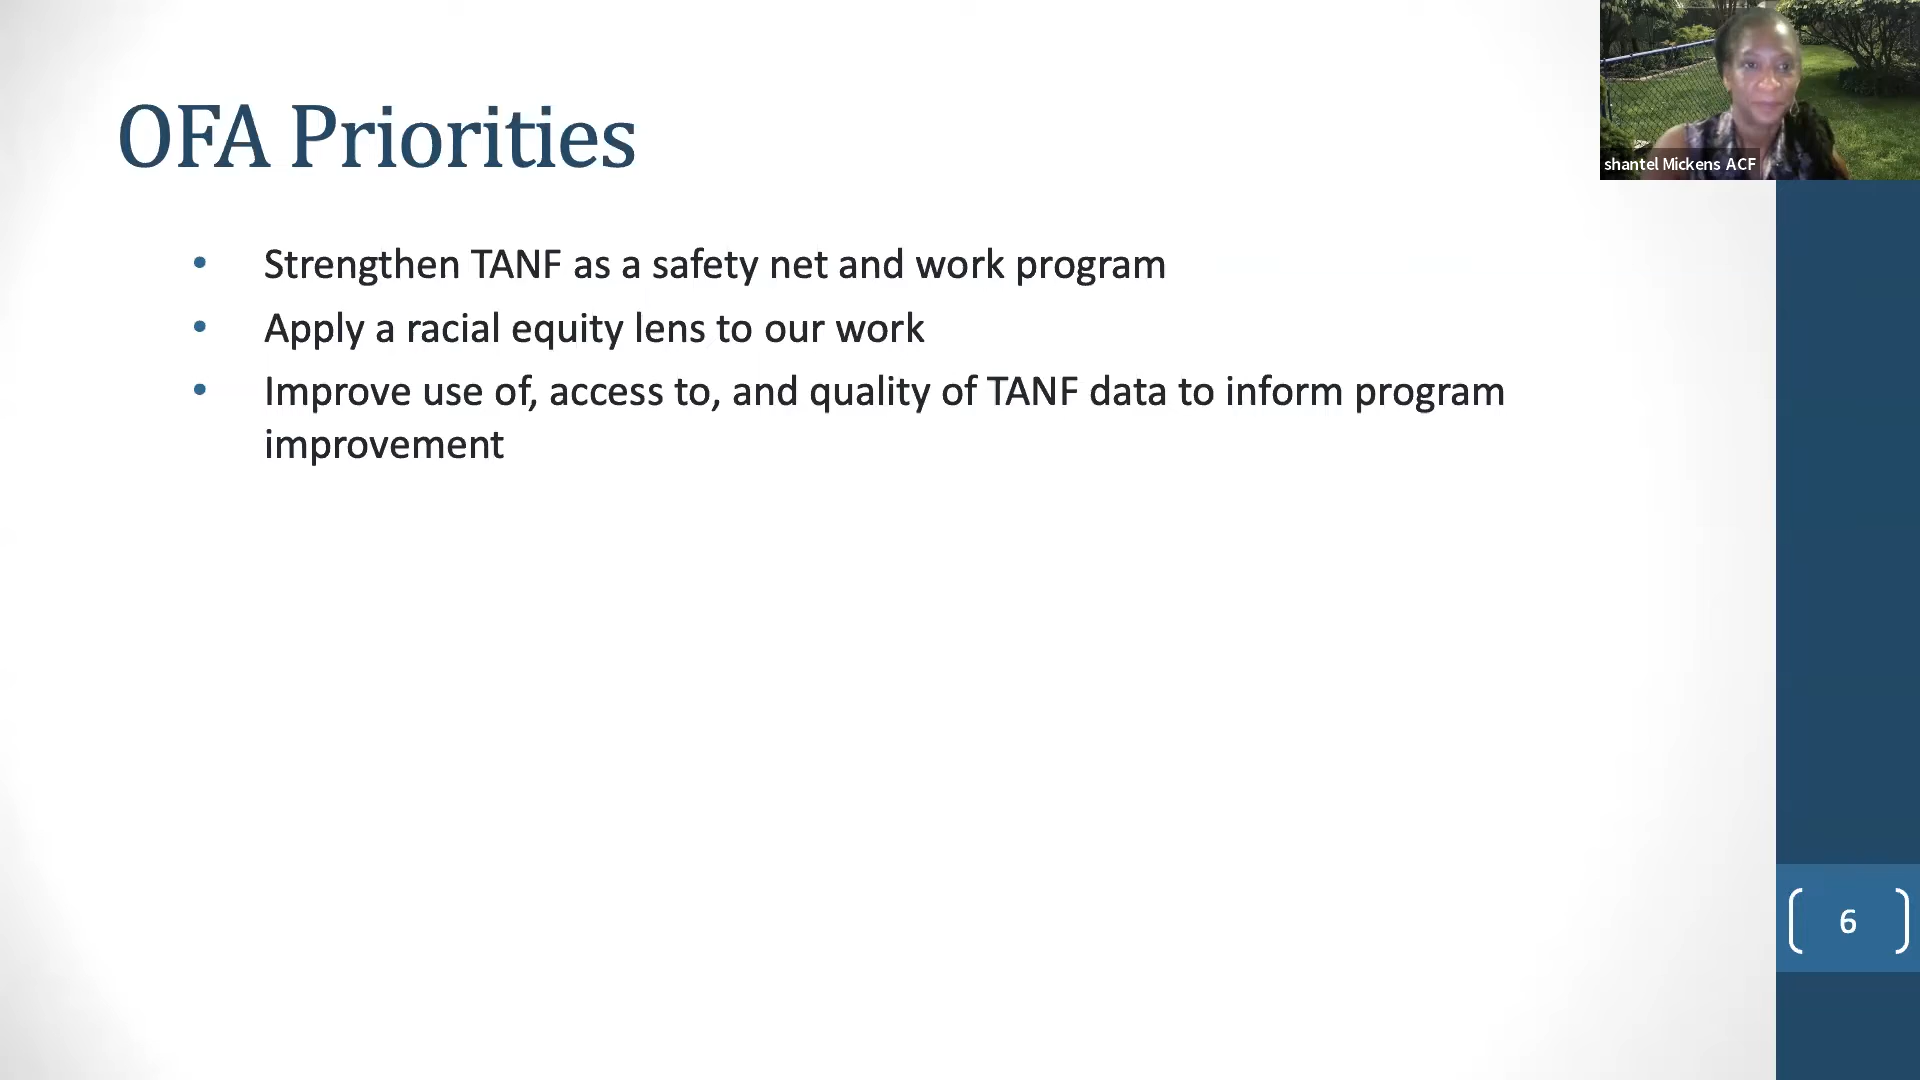 OFA Priorities
shantel Mickens ACF
• Strengthen TANF as a safety net and work program
• Apply a racial equity lens to our work
• Improve use of, access to, and quality of TANF data to inform program
improvement
6